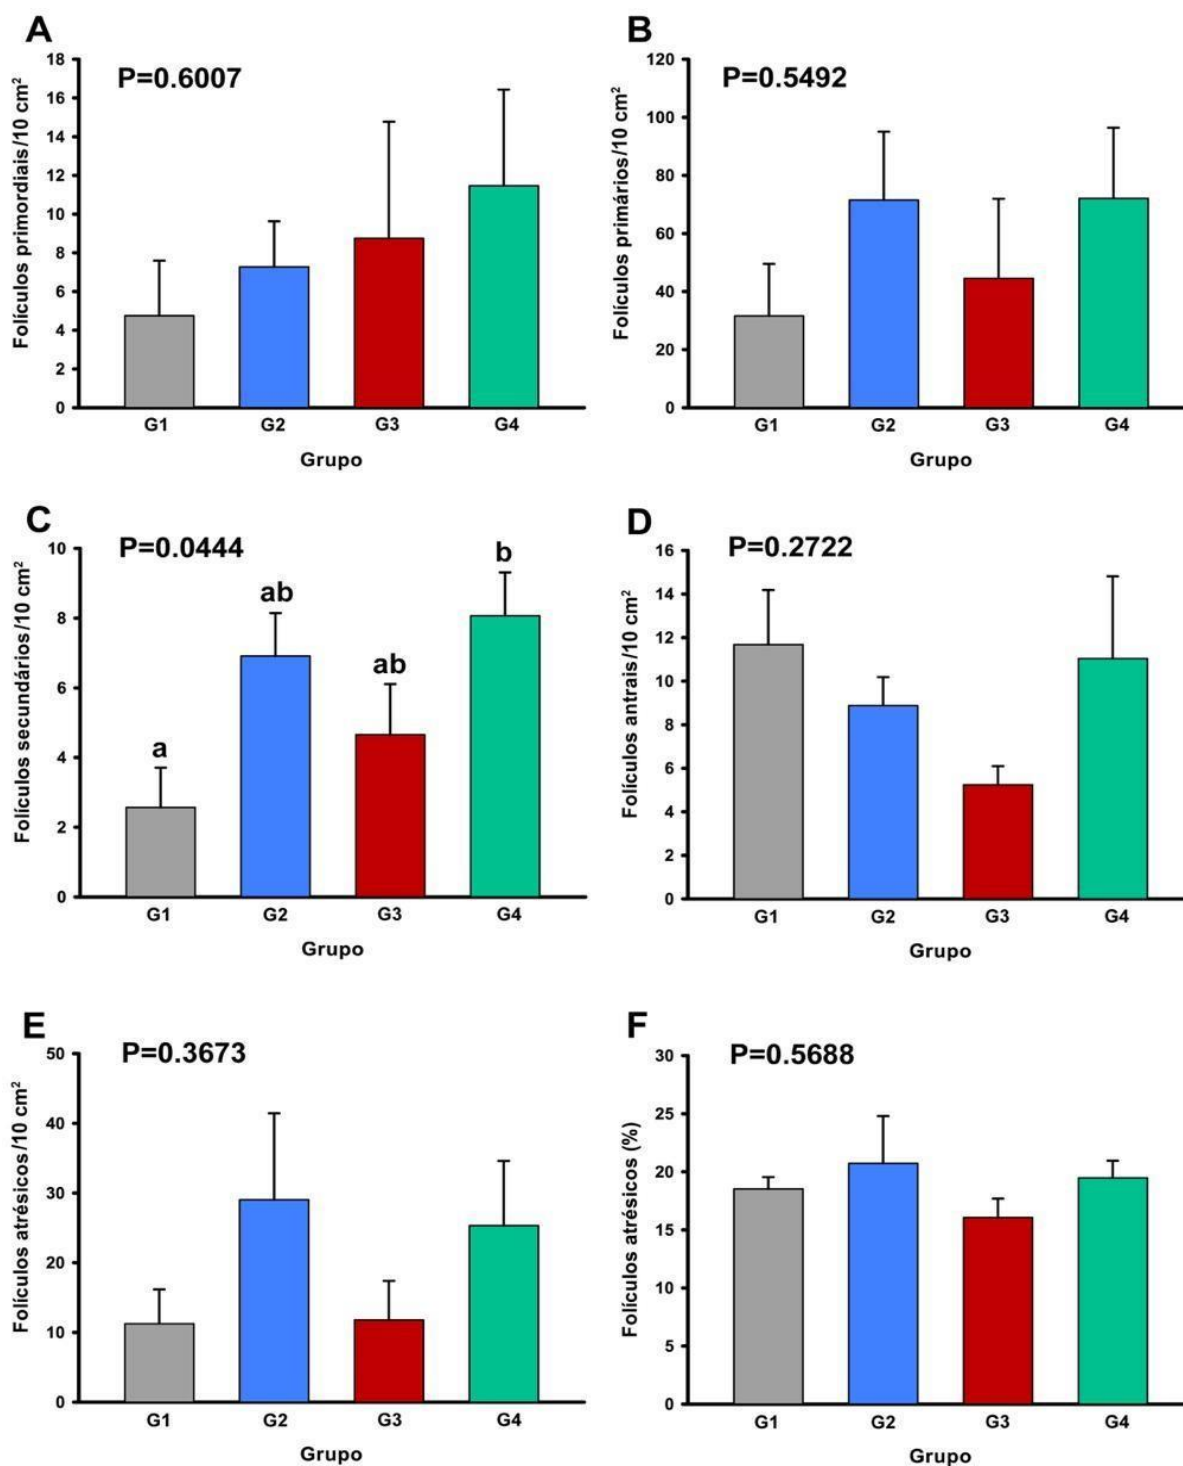 A
P=0.6007
Folículos primordiais/10 cm²
18
16
14
12
10
8
6
4
2
0
G1 G2 G3 G4
Grupo
B
P=0.5492
Folículos primários/10 cm²
120
100
80
60
40
20
0
G1 G2 G3 G4
Grupo
C
P=0.0444
Folículos secundários/10 cm²
10
8
6
4
2
0
a ab ab b
G1 G2 G3 G4
Grupo
D
P=0.2722
Folículos antrais/10 cm²
16
14
12
10
8
6
4
2
0
G1 G2 G3 G4
Grupo
E
P=0.3673
Folículos atrésicos/10 cm²
50
40
30
20
10
0
G1 G2 G3 G4
Grupo
F
P=0.5688
Folículos atrésicos (%)
30
25
20
15
10
5
0
G1 G2 G3 G4
Grupo